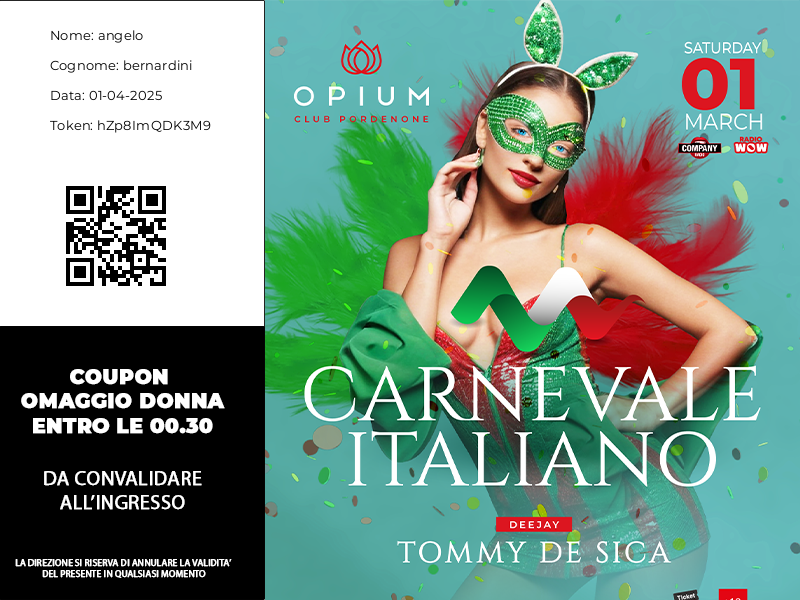 Nome: angelo
Cognome: bernardini
Data: 01-04-2025
Token: hZp8ImQDK3M9
COUPON
OMAGGIO DONNA
ENTRO LE 00.30
DA CONVALIDARE
ALL'INGRESSO
LA DIREZIONE SI RISERVA DI ANNULARE LA VALIDITA'
DEL PRESENTE IN QUALSIASI MOMENTO
OPIUM
CLUB PORDENONE
SATURDAY
01
MARCH
COMPANY
RADIO
WOW
CARNEVALE
ITALIANO
DEEJAY
TOMMY DE SICA
Ticket